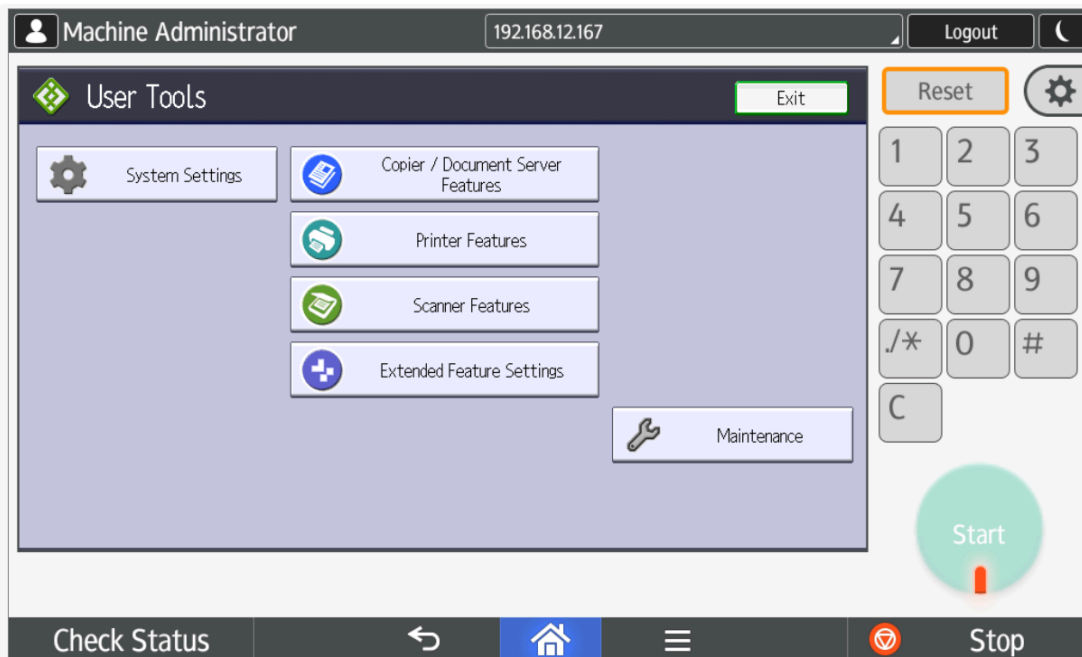 Machine Administrator
192.168.12.167
Logout
User Tools
Exit
Reset
System Settings
Copier / Document Server
Features
Printer Features
Scanner Features
Extended Feature Settings
Maintenance
1 2 3
4 5 6
7 8 9
./* 0 #
C
Start
Check Status
Stop